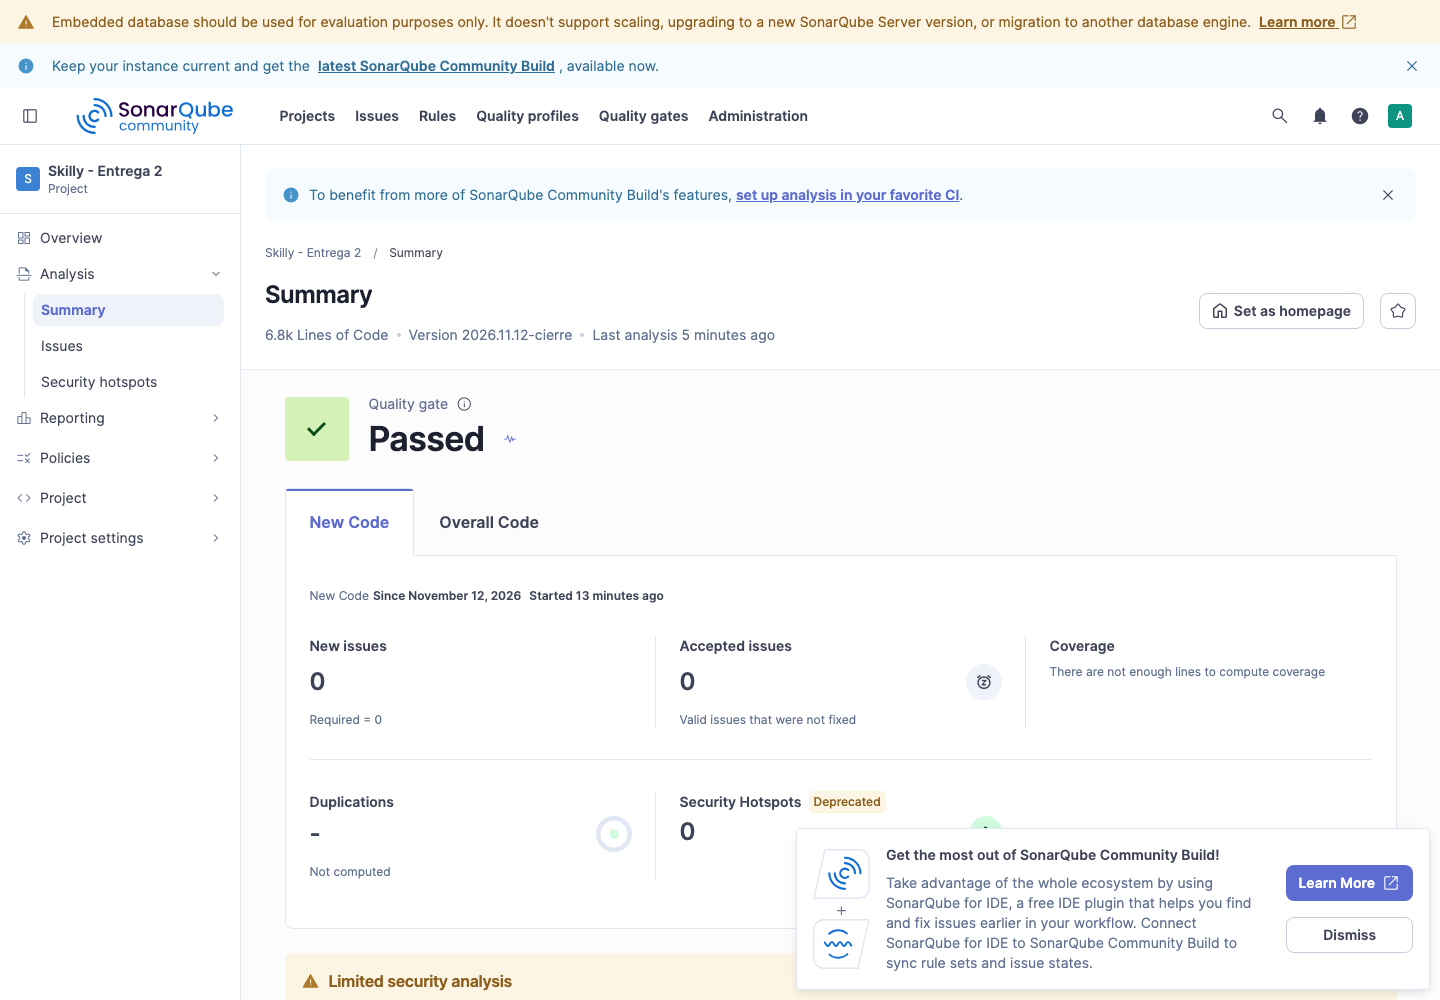 Embedded database should be used for evaluation purposes only. It doesn't support scaling, upgrading to a new SonarQube Server version, or migration to another database engine. Learn more
Keep your instance current and get the latest SonarQube Community Build , available now.
SonarQube community
Projects Issues Rules Quality profiles Quality gates Administration
A
S
Skilly - Entrega 2
Project
Overview
Analysis
Summary
Issues
Security hotspots
Reporting
Policies
Project
Project settings
To benefit from more of SonarQube Community Build's features, set up analysis in your favorite CI.
Skilly - Entrega 2 / Summary
Summary
Set as homepage
6.8k Lines of Code • Version 2026.11.12-cierre • Last analysis 5 minutes ago
Quality gate
Passed
New Code
Overall Code
New Code Since November 12, 2026 Started 13 minutes ago
New issues
0
Required = 0
Accepted issues
0
Valid issues that were not fixed
Coverage
There are not enough lines to compute coverage
Duplications
-
Not computed
Security Hotspots Deprecated
0
Get the most out of SonarQube Community Build!
Take advantage of the whole ecosystem by using
SonarQube for IDE, a free IDE plugin that helps you find
and fix issues earlier in your workflow. Connect
SonarQube for IDE to SonarQube Community Build to
sync rule sets and issue states.
Learn More
Dismiss
Limited security analysis